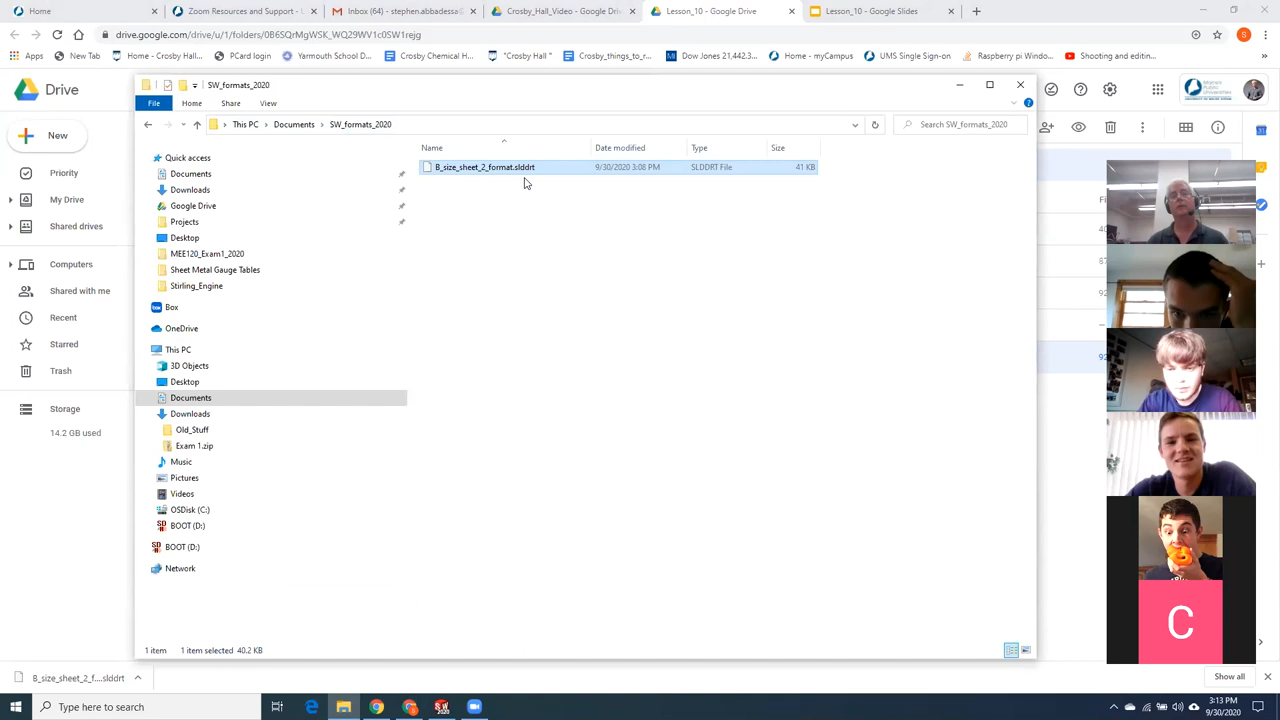 Home
Zoom Resources and Support - U
Inbox (64) - stephen.abbadessa@
Crosby_Hall_Video - Google Driv
Lesson_10 - Google Drive
Lesson_10 - Google Slides
drive.google.com/drive/u/1/folders/0B6SQrMgWSK_WQ29WV1c0SW1rejg
S
Apps
New Tab
Home - Crosby Hall...
PCard login
Yarmouth School D...
Crosby Chemical...
"Crosby Hall"
Crosby_things_to_r...
Dow Jones 21,442.3...
Home - myCampus
UMS Single Sign-on
Raspberry pi Windo...
Shooting and editin...
Drive
SW_formats_2020
File
Home
Share
View
This PC
Documents
SW_formats_2020
Search SW_formats_2020
New
Priority
My Drive
Shared drives
Computers
Shared with me
Recent
Starred
Trash
Storage
14.2 GB used
Quick access
Documents
Downloads
Google Drive
Projects
Desktop
MEE120_Exam1_2020
Sheet Metal Gauge Tables
Stirling_Engine
Box
OneDrive
This PC
3D Objects
Desktop
Documents
Downloads
Old_Stuff
Exam 1.zip
Music
Pictures
Videos
OSDisk (C:)
BOOT (D:)
BOOT (D:)
Network
Name
Date modified
Type
Size
B_size_sheet_2_format.slddrt
9/30/2020 3:08 PM
SLDDRT File
41 KB
1 item
1 item selected 40.2 KB
C
B_size_sheet_2_f....slddrt
Show all
Type here to search
3:13 PM
9/30/2020